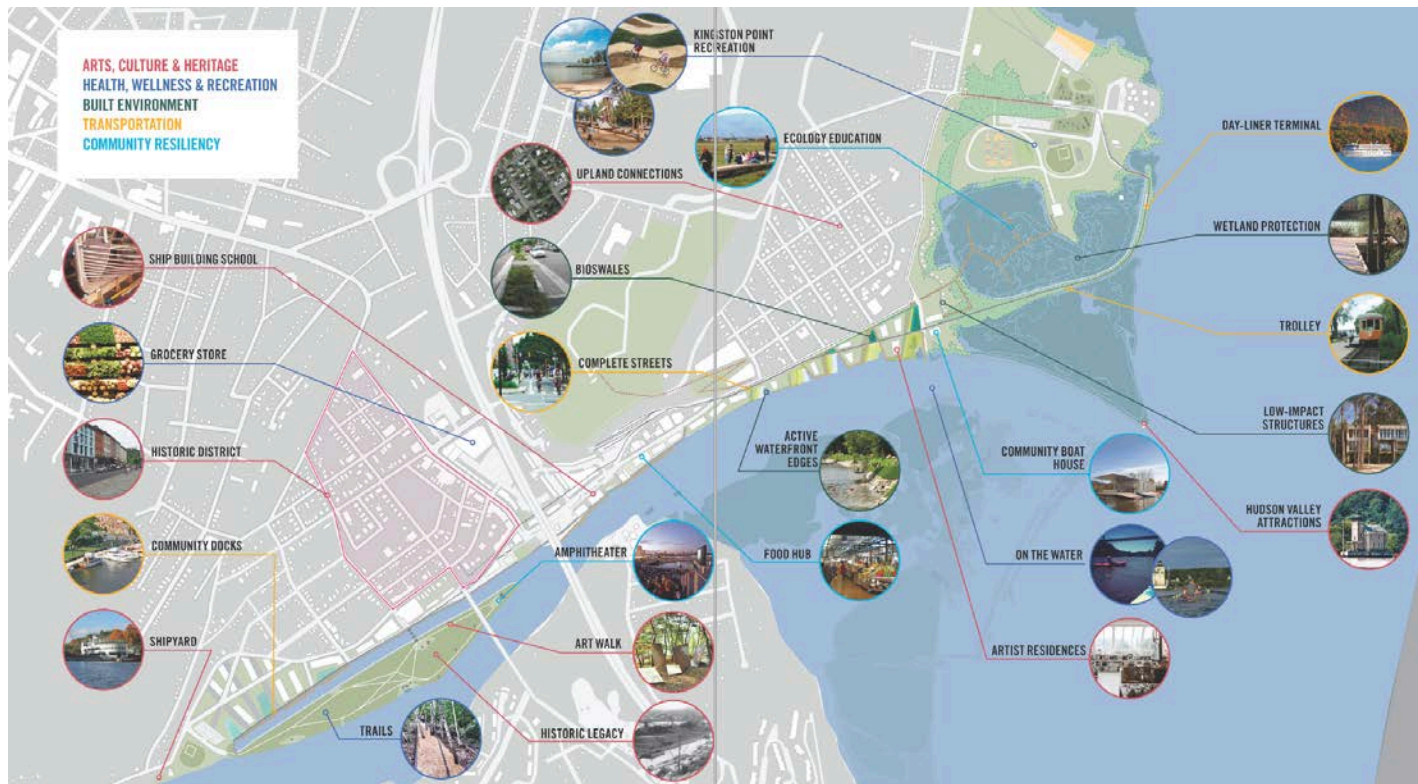 ARTS, CULTURE & HERITAGE
HEALTH, WELLNESS & RECREATION
BUILT ENVIRONMENT
TRANSPORTATION
COMMUNITY RESILIENCY
KINGSTON POINT
RECREATION
ECOLOGY EDUCATION
UPLAND CONNECTIONS
DAY-LINER TERMINAL
WETLAND PROTECTION
SHIP BUILDING SCHOOL
BIOSWALES
TROLLEY
GROCERY STORE
COMPLETE STREETS
LOW-IMPACT
STRUCTURES
HISTORIC DISTRICT
ACTIVE
WATERFRONT
EDGES
COMMUNITY BOAT
HOUSE
HUDSON VALLEY
ATTRACTIONS
COMMUNITY DOCKS
AMPHITHEATER
FOOD HUB
ON THE WATER
SHIPYARD
ART WALK
ARTIST RESIDENCES
TRAILS
HISTORIC LEGACY